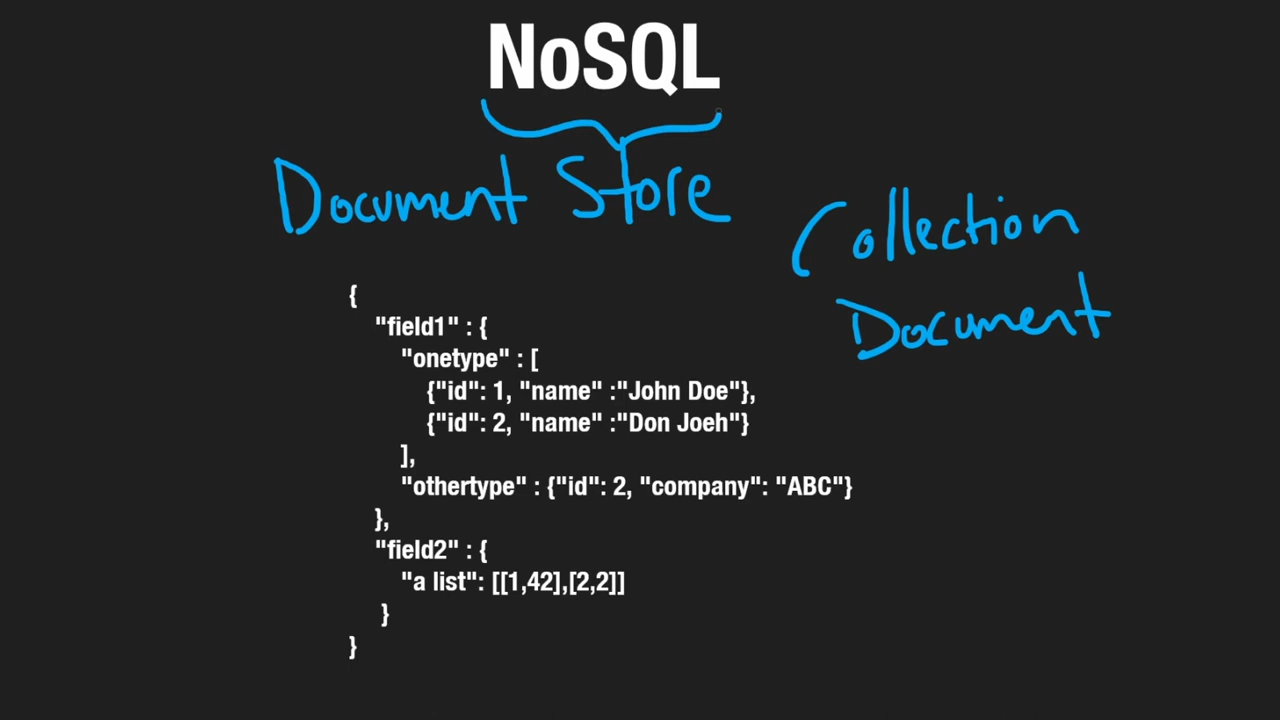 NoSQL
Document Store
Collection
Document
{
"field1" : {
"onetype" : [
{"id": 1, "name" :"John Doe"},
{"id": 2, "name" :"Don Joeh"}
],
"othertype" : {"id": 2, "company": "ABC"}
},
"field2" : {
"a list": [[1,42],[2,2]]
}
}